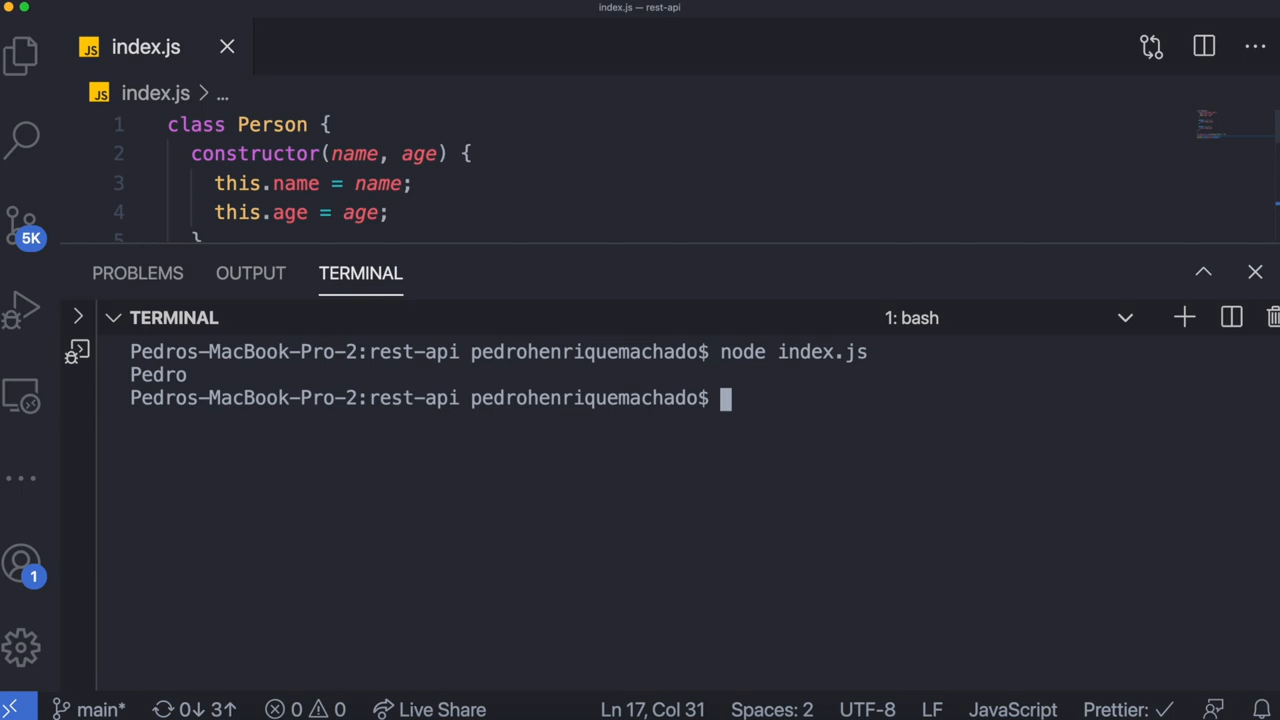 index.js — rest-api
JS index.js
JS index.js > ...
1 class Person {
2 constructor(name, age) {
3 this.name = name;
4 this.age = age;
5 }
5K
PROBLEMS OUTPUT TERMINAL
TERMINAL 1: bash
Pedros-MacBook-Pro-2:rest-api pedrohenriquemachado$ node index.js
Pedro
Pedros-MacBook-Pro-2:rest-api pedrohenriquemachado$
1
main* 0↓ 3↑ 0 0 Live Share Ln 17, Col 31 Spaces: 2 UTF-8 LF JavaScript Prettier: ✓